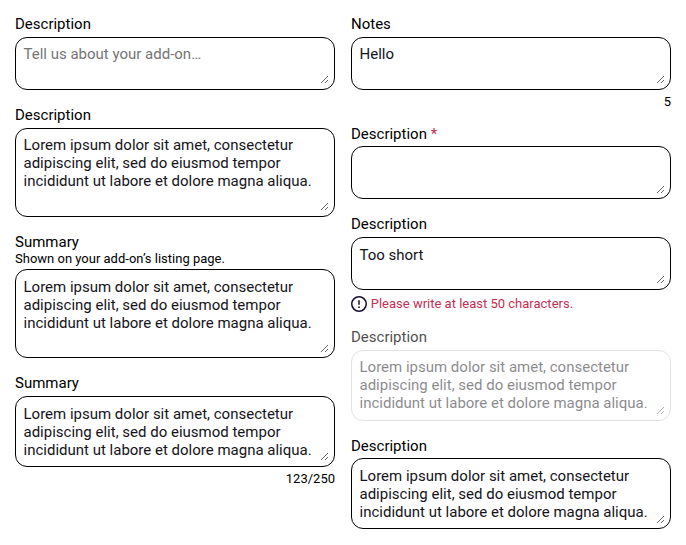 Description
Tell us about your add-on…
Description
Lorem ipsum dolor sit amet, consectetur
adipiscing elit, sed do eiusmod tempor
incididunt ut labore et dolore magna aliqua.
Summary
Shown on your add-on’s listing page.
Lorem ipsum dolor sit amet, consectetur
adipiscing elit, sed do eiusmod tempor
incididunt ut labore et dolore magna aliqua.
Summary
Lorem ipsum dolor sit amet, consectetur
adipiscing elit, sed do eiusmod tempor
incididunt ut labore et dolore magna aliqua.
123/250
Notes
Hello
5
Description *
Description
Too short
Please write at least 50 characters.
Description
Lorem ipsum dolor sit amet, consectetur
adipiscing elit, sed do eiusmod tempor
incididunt ut labore et dolore magna aliqua.
Description
Lorem ipsum dolor sit amet, consectetur
adipiscing elit, sed do eiusmod tempor
incididunt ut labore et dolore magna aliqua.